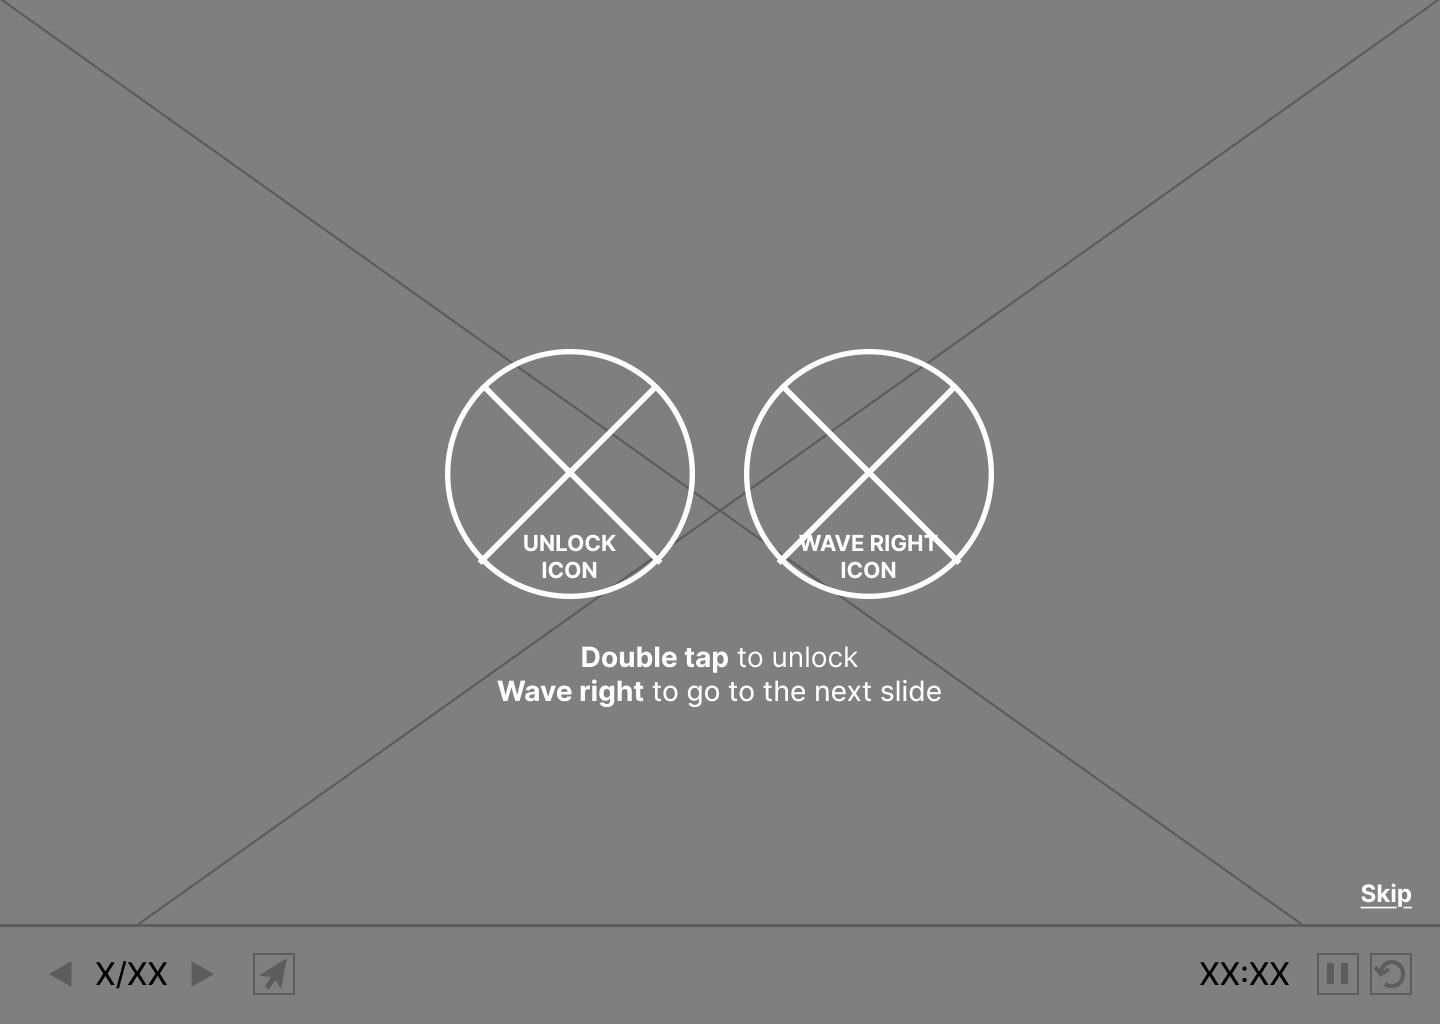 UNLOCK
ICON
WAVE RIGHT
ICON
Double tap to unlock
Wave right to go to the next slide
Skip
X/XX
XX:XX